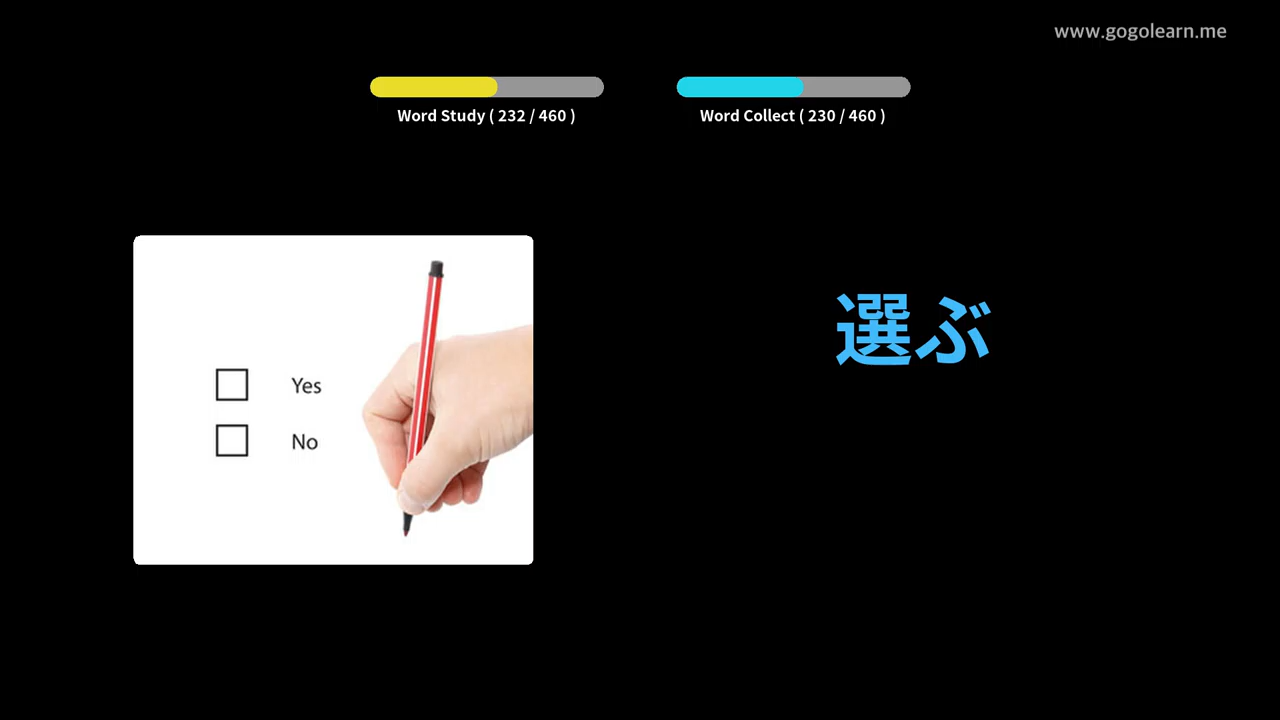 www.gogolearn.me
Word Study ( 232 / 460 )
Word Collect ( 230 / 460 )
選ぶ
Yes
No